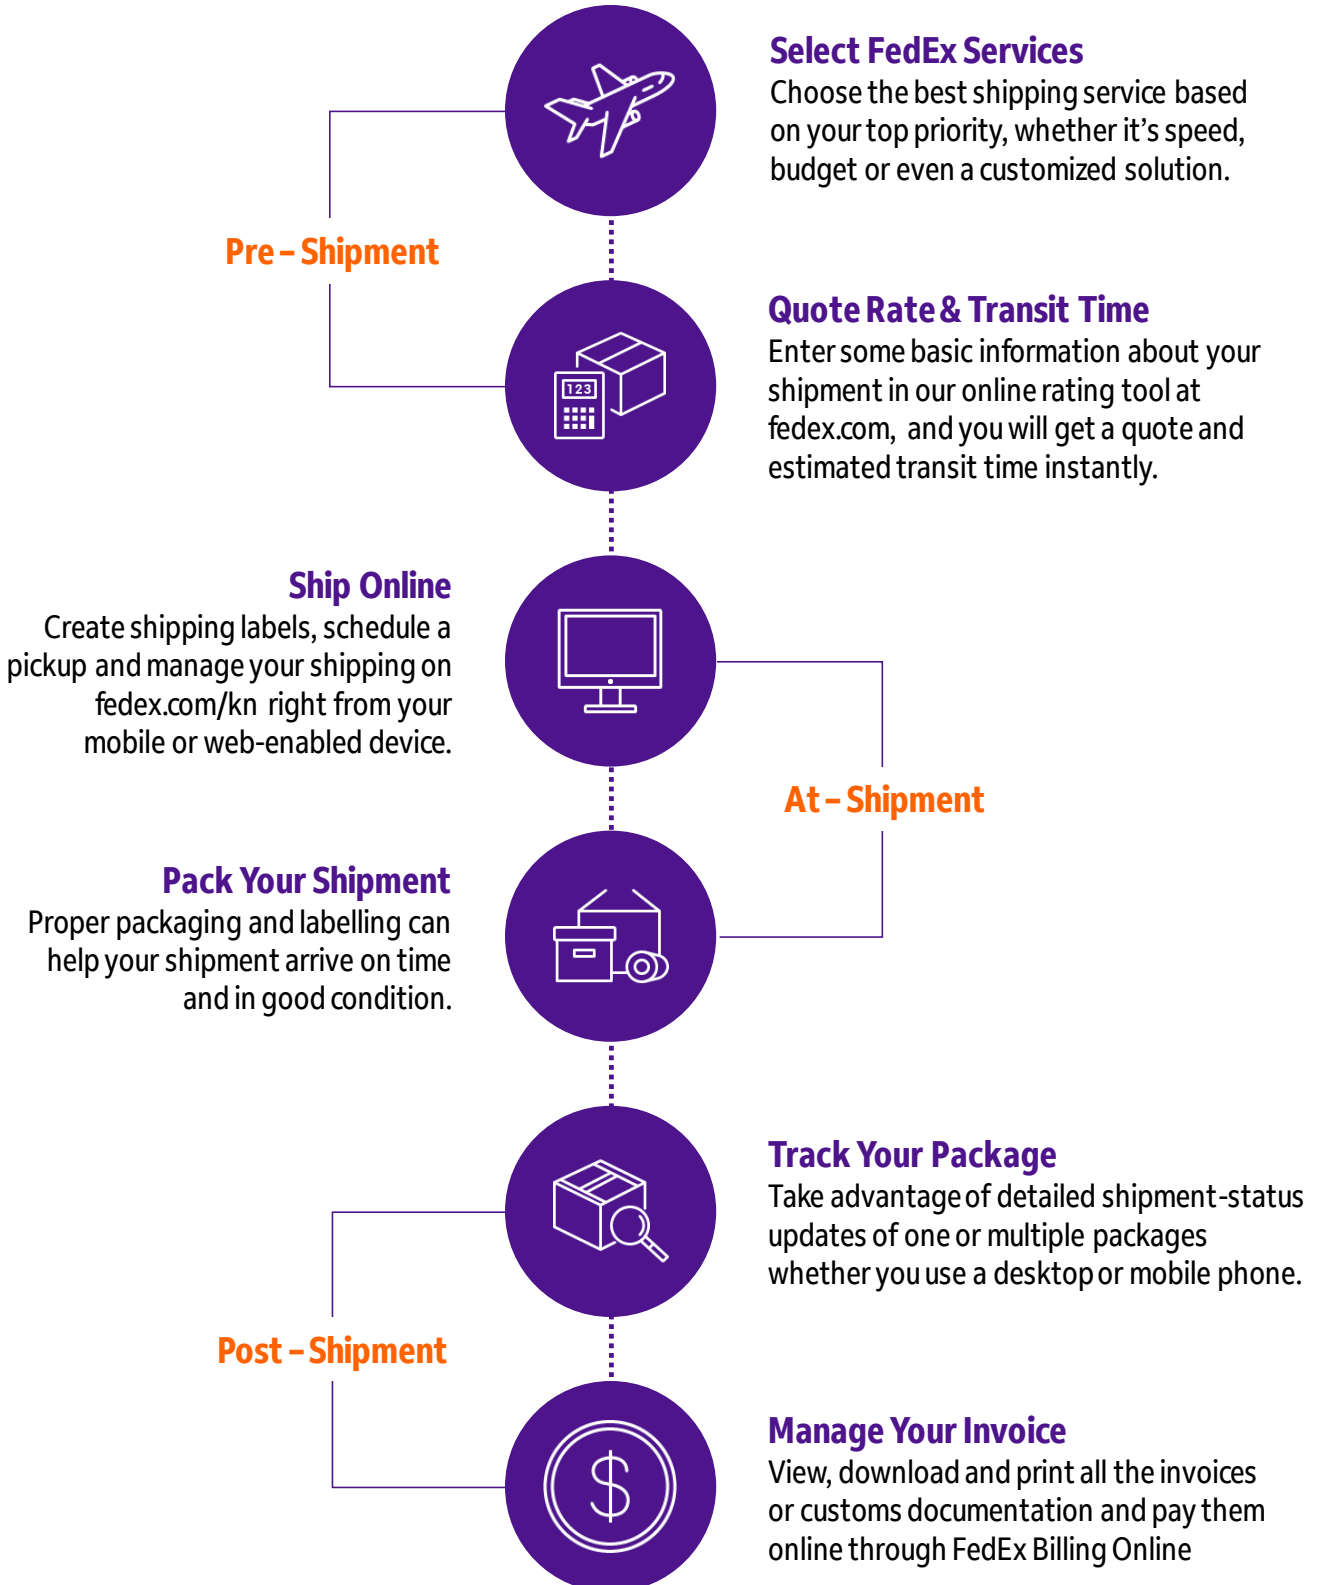 Select FedEx Services
Choose the best shipping service based
on your top priority, whether it’s speed,
budget or even a customized solution.
Pre – Shipment
Quote Rate & Transit Time
Enter some basic information about your
shipment in our online rating tool at
fedex.com, and you will get a quote and
estimated transit time instantly.
123
Ship Online
Create shipping labels, schedule a
pickup and manage your shipping on
fedex.com/kn right from your
mobile or web-enabled device.
At – Shipment
Pack Your Shipment
Proper packaging and labelling can
help your shipment arrive on time
and in good condition.
Track Your Package
Take advantage of detailed shipment-status
updates of one or multiple packages
whether you use a desktop or mobile phone.
Post – Shipment
Manage Your Invoice
View, download and print all the invoices
or customs documentation and pay them
online through FedEx Billing Online
$